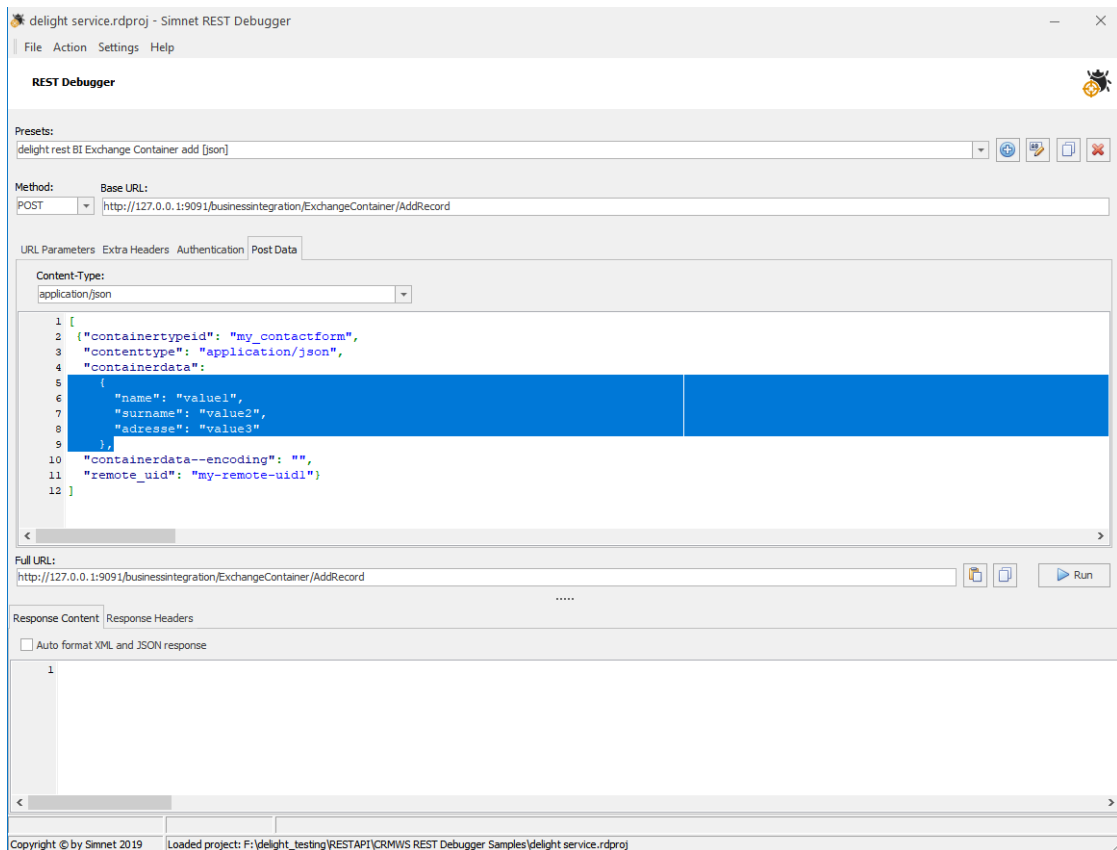 delight service.rdproj - Simnet REST Debugger
File Action Settings Help
REST Debugger
Presets:
delight rest BI Exchange Container add [json]
Method: Base URL:
POST http://127.0.0.1:9091/businessintegration/ExchangeContainer/AddRecord
URL Parameters Extra Headers Authentication Post Data
Content-Type:
application/json
1 [
2 {"containertypeid": "my_contactform",
3 "contenttype": "application/json",
4 "containerdata":
5 {
6 "name": "value1",
7 "surname": "value2",
8 "adresse": "value3"
9 },
10 "containerdata--encoding": "",
11 "remote_uid": "my-remote-uid1"}
12 ]
Full URL:
http://127.0.0.1:9091/businessintegration/ExchangeContainer/AddRecord Run
Response Content Response Headers
Auto format XML and JSON response
1
Copyright © by Simnet 2019 Loaded project: F:\delight_testing\RESTAPI\CRMWS REST Debugger Samples\delight service.rdproj